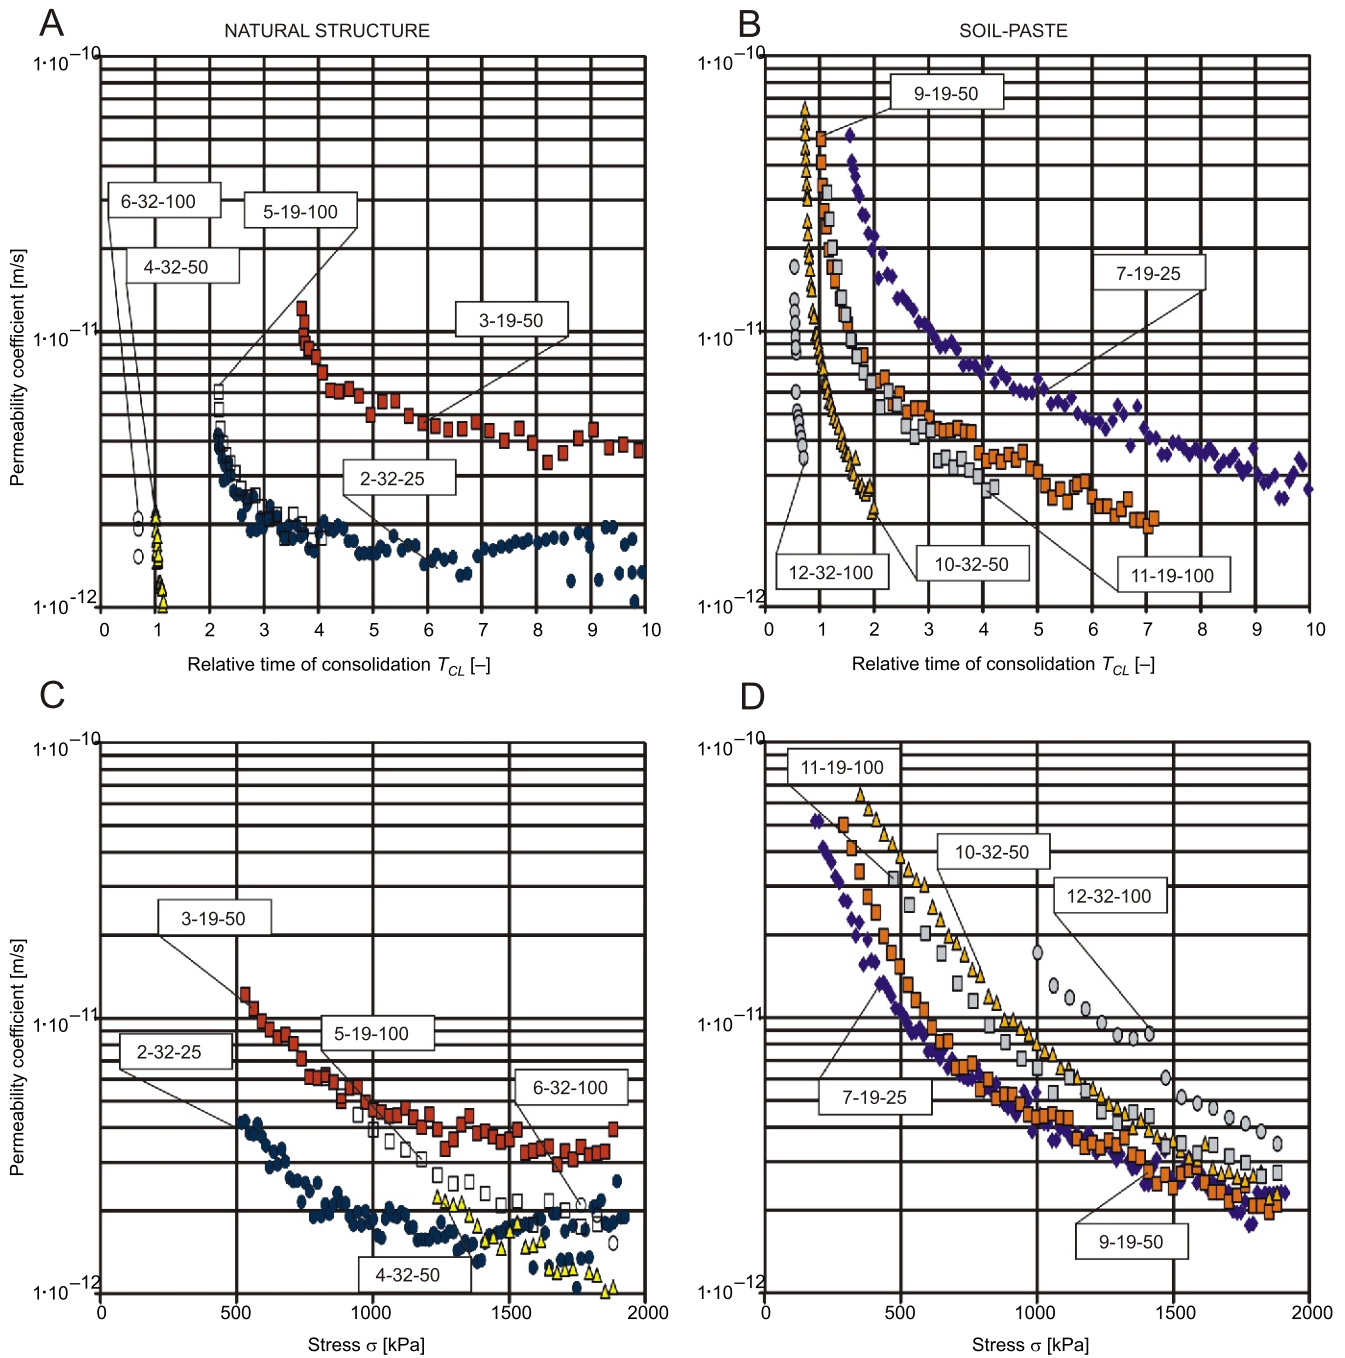 A
NATURAL STRUCTURE
1·10⁻¹⁰
6-32-100
5-19-100
4-32-50
3-19-50
1·10⁻¹¹
2-32-25
1·10⁻¹²
Permeability coefficient [m/s]
0 1 2 3 4 5 6 7 8 9 10
Relative time of consolidation T_CL [–]
B
SOIL-PASTE
1·10⁻¹⁰
9-19-50
7-19-25
1·10⁻¹¹
12-32-100
10-32-50
11-19-100
1·10⁻¹²
0 1 2 3 4 5 6 7 8 9 10
Relative time of consolidation T_CL [–]
C
1·10⁻¹⁰
3-19-50
1·10⁻¹¹
5-19-100
2-32-25
6-32-100
4-32-50
1·10⁻¹²
Permeability coefficient [m/s]
0 500 1000 1500 2000
Stress σ [kPa]
D
1·10⁻¹⁰
11-19-100
10-32-50
12-32-100
1·10⁻¹¹
7-19-25
9-19-50
1·10⁻¹²
0 500 1000 1500 2000
Stress σ [kPa]